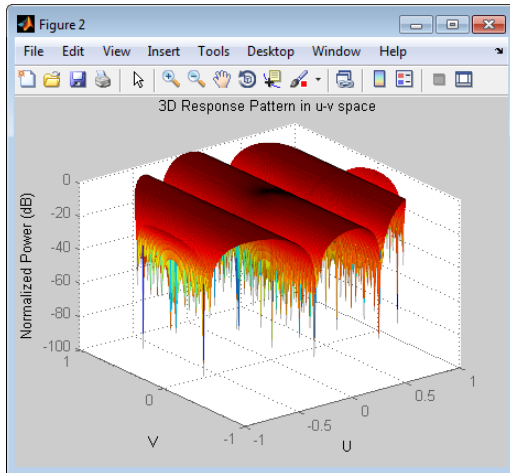 Figure 2
File Edit View Insert Tools Desktop Window Help
3D Response Pattern in u-v space
Normalized Power (dB)
0
-20
-40
-60
-80
-100
1
0
-1
V
-1
-0.5
0
0.5
1
U